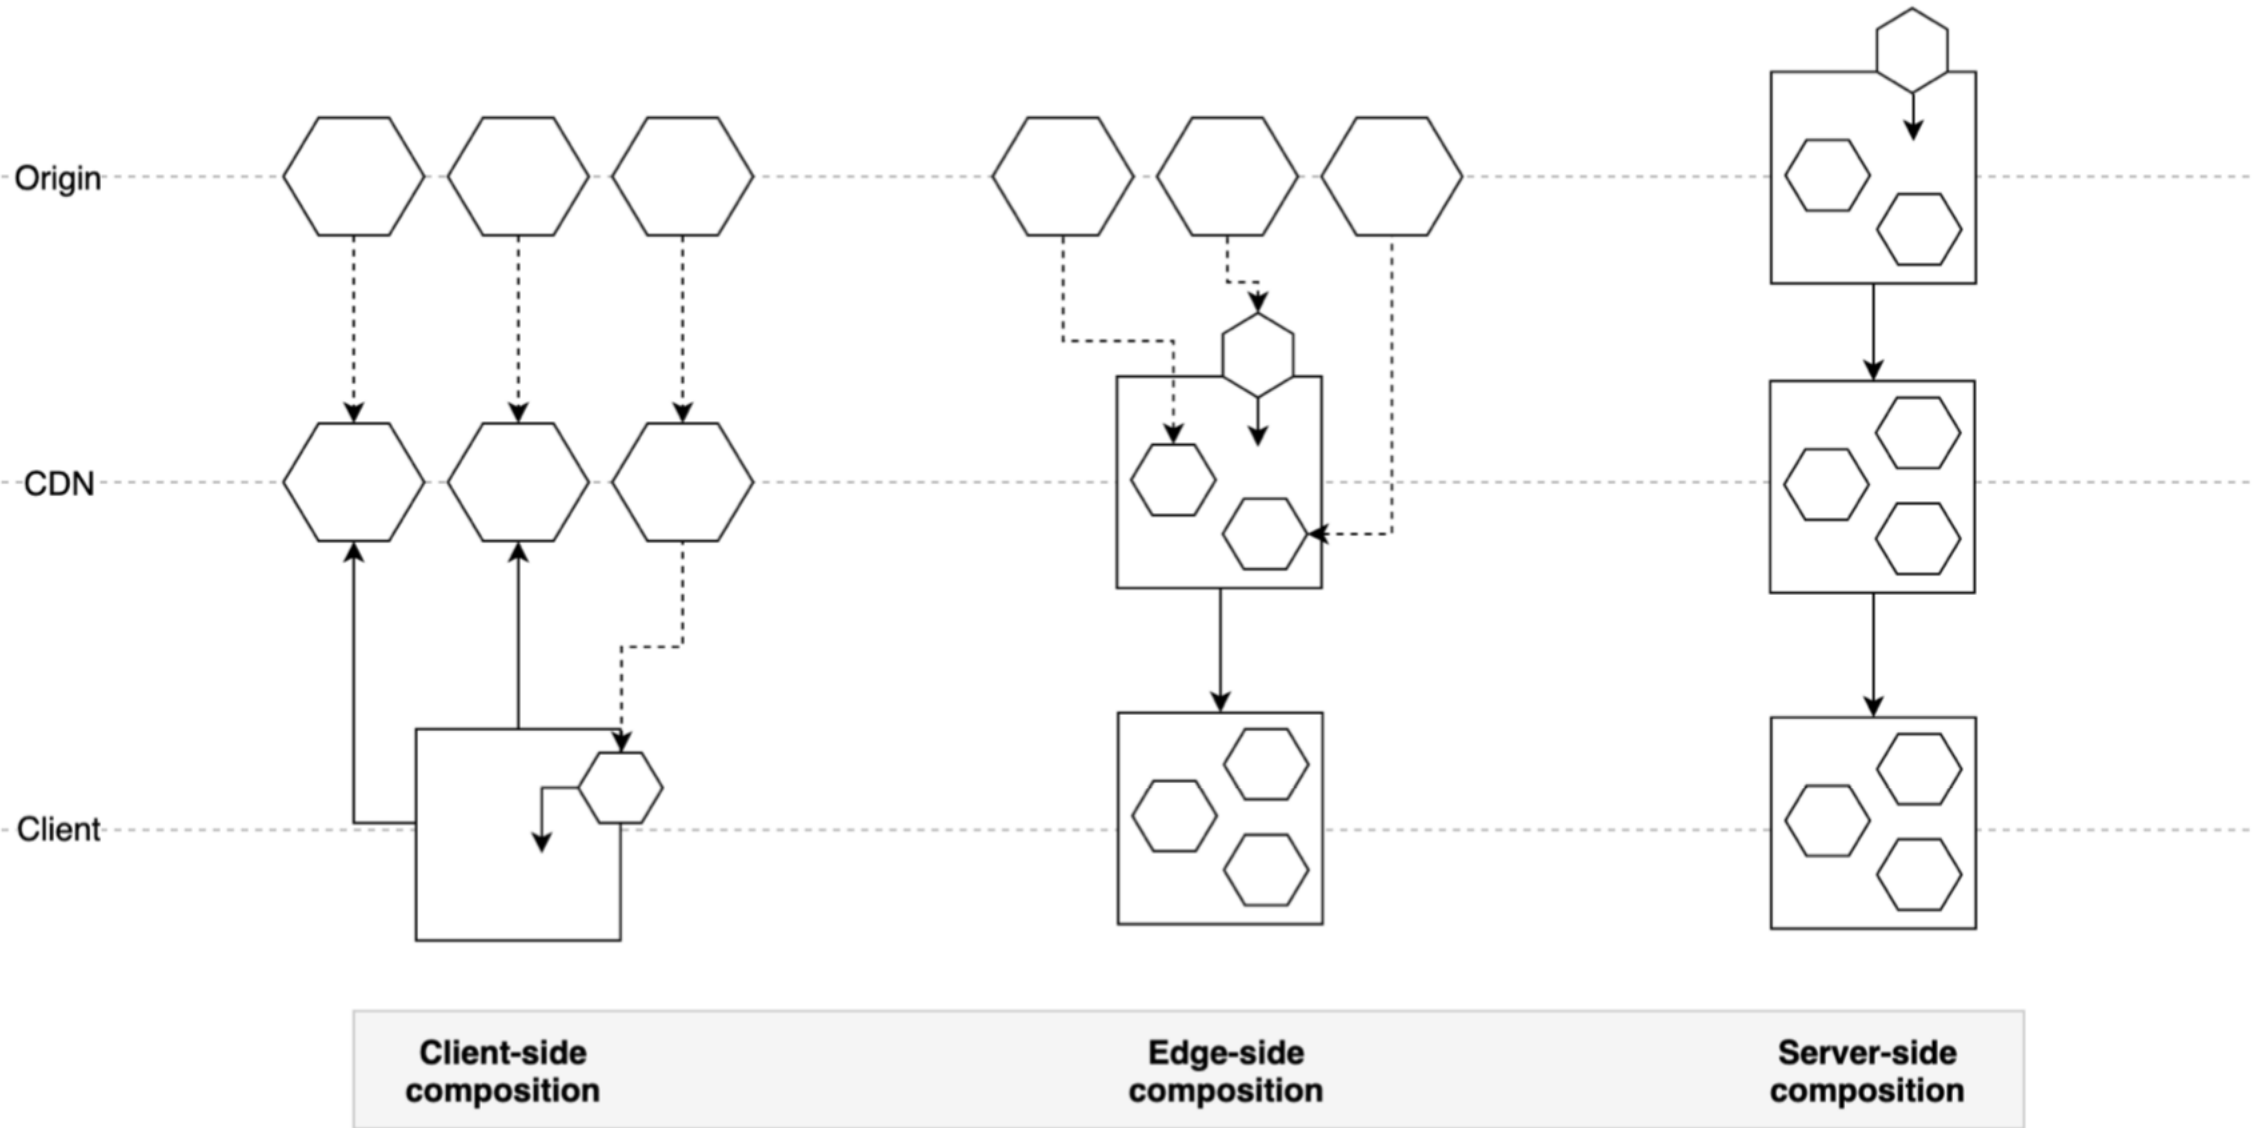 Origin
CDN
Client
Client-side
composition
Edge-side
composition
Server-side
composition